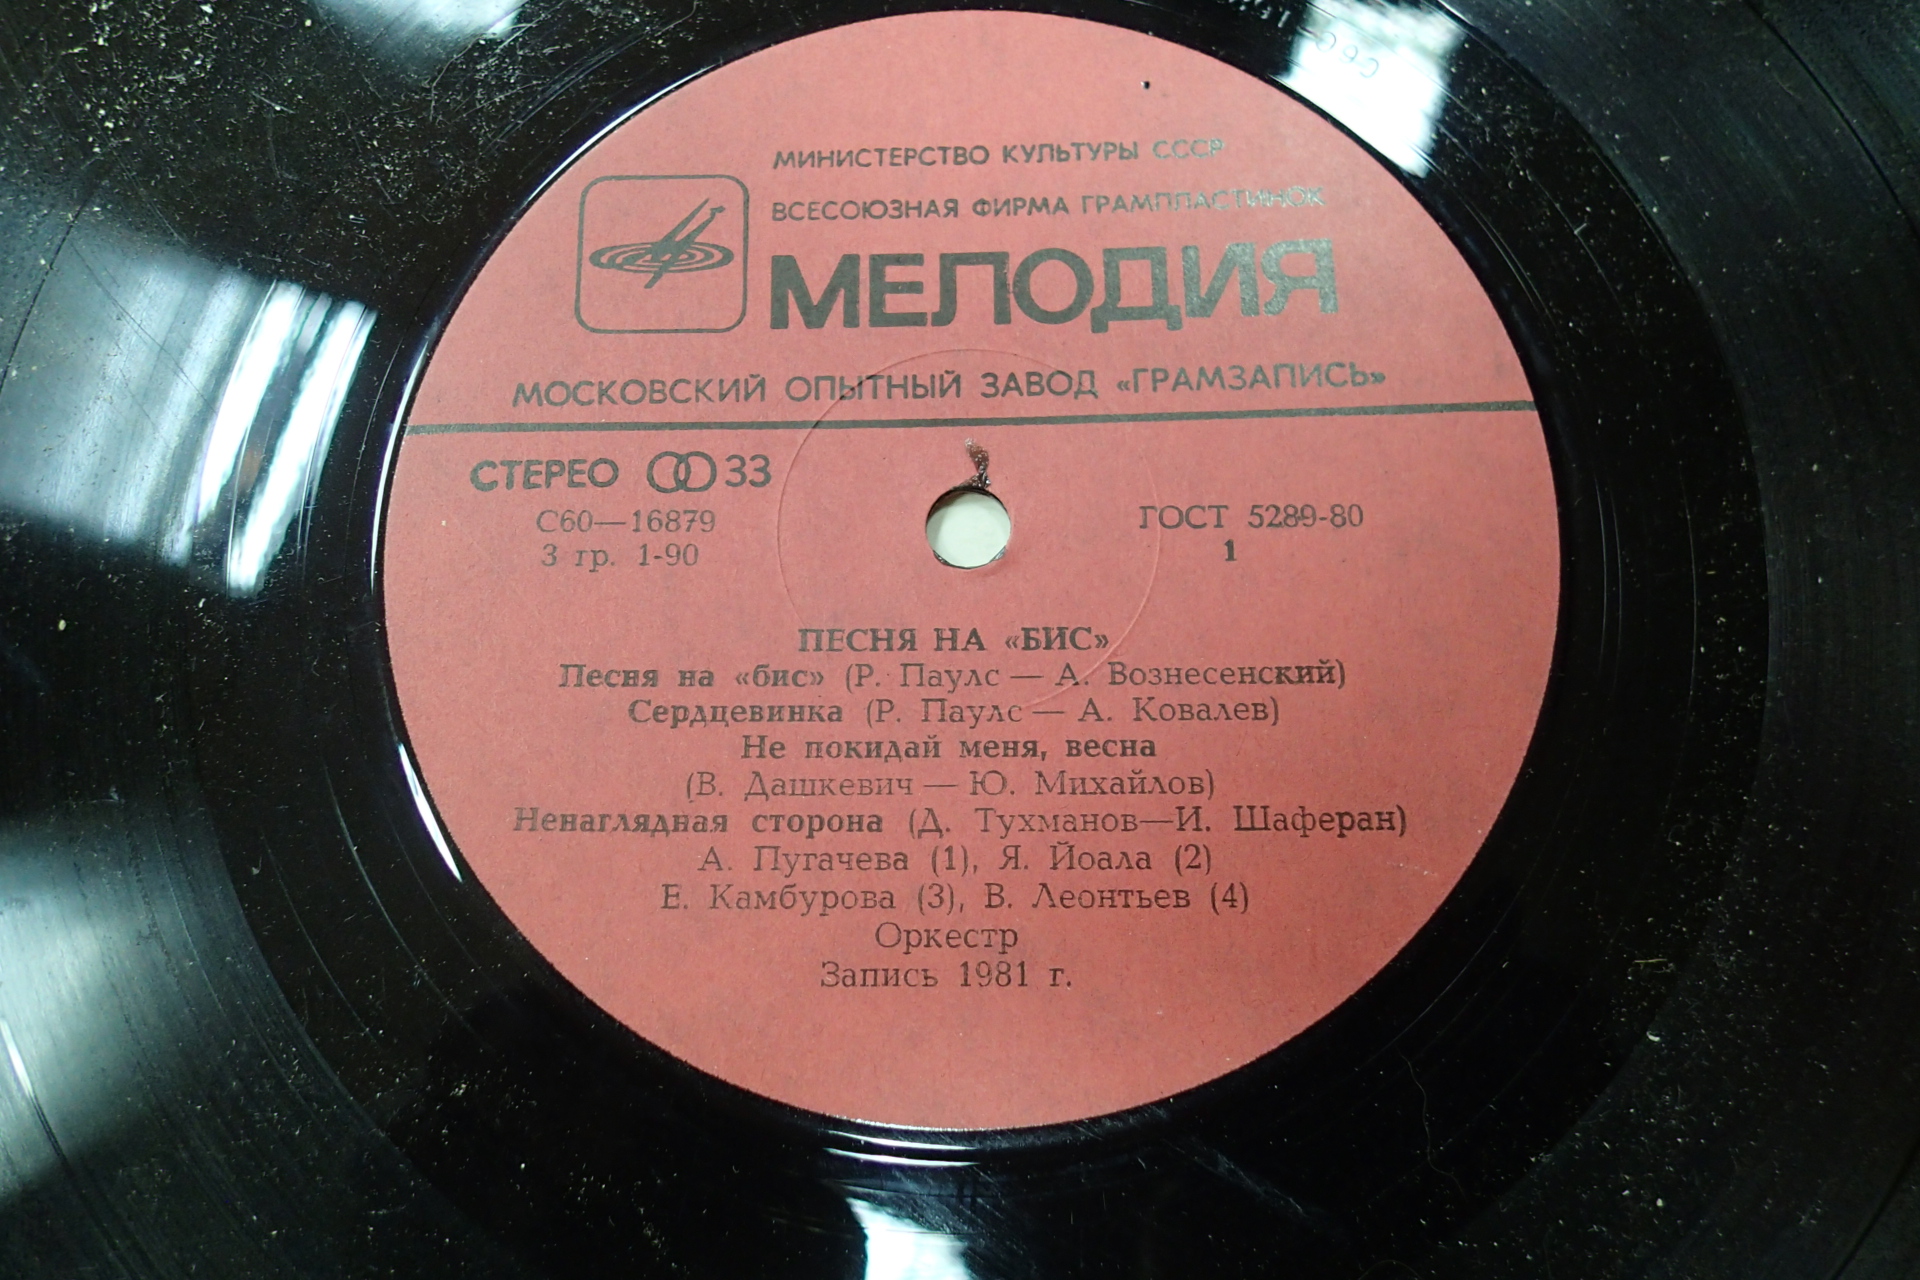 МИНИСТЕРСТВО КУЛЬТУРЫ СССР
ВСЕСОЮЗНАЯ ФИРМА ГРАМПЛАСТИНОК
МЕЛОДИЯ
МОСКОВСКИЙ ОПЫТНЫЙ ЗАВОД «ГРАМЗАПИСЬ»
СТЕРЕО 33
С60—16879
3 гр. 1-90
ГОСТ 5289-80
1
ПЕСНЯ НА «БИС»
Песня на «бис» (Р. Паулс — А. Вознесенский)
Сердцевинка (Р. Паулс — А. Ковалев)
Не покидай меня, весна
(В. Дашкевич — Ю. Михайлов)
Ненаглядная сторона (Д. Тухманов—И. Шаферан)
А. Пугачева (1), Я. Йоала (2)
Е. Камбурова (3), В. Леонтьев (4)
Оркестр
Запись 1981 г.